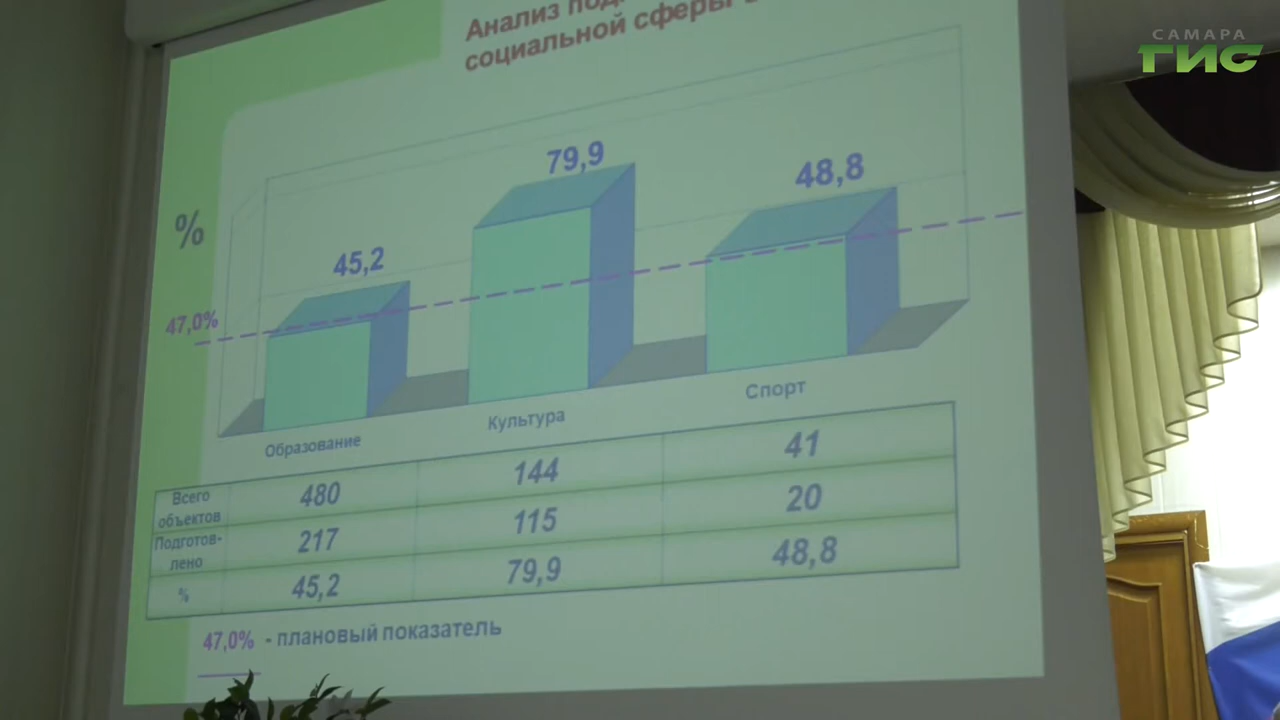 САМАРА
ГИС
Анализ
социальной сферы
79,9
48,8
%
45,2
47,0%
Спорт
Культура
Образование
Всего объектов 480 144 41
Подготов-лено 217 115 20
% 45,2 79,9 48,8
47,0% - плановый показатель